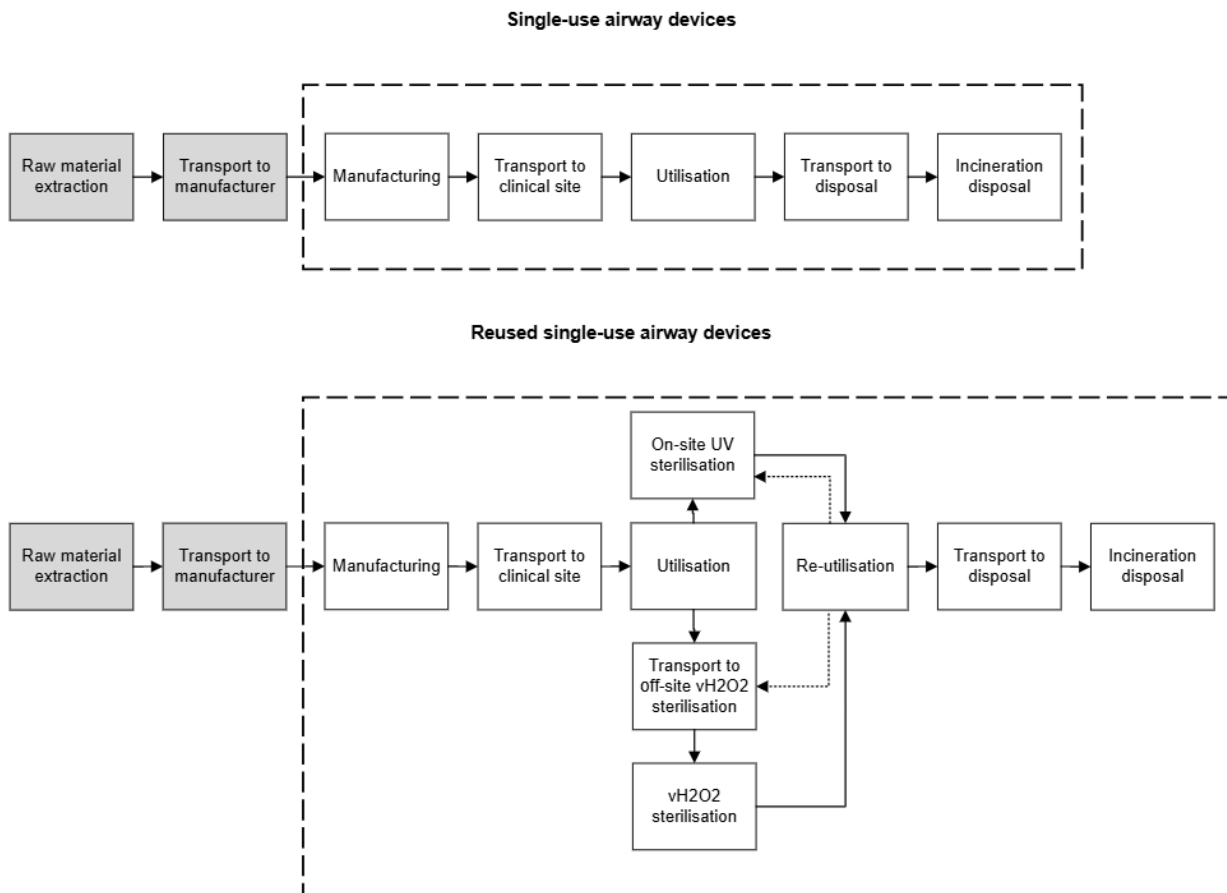 Single-use airway devices
Raw material
extraction
Transport to
manufacturer
Manufacturing
Transport to
clinical site
Utilisation
Transport to
disposal
Incineration
disposal
Reused single-use airway devices
On-site UV
sterilisation
Raw material
extraction
Transport to
manufacturer
Manufacturing
Transport to
clinical site
Utilisation
Re-utilisation
Transport to
disposal
Incineration
disposal
Transport to
off-site vH2O2
sterilisation
vH2O2
sterilisation